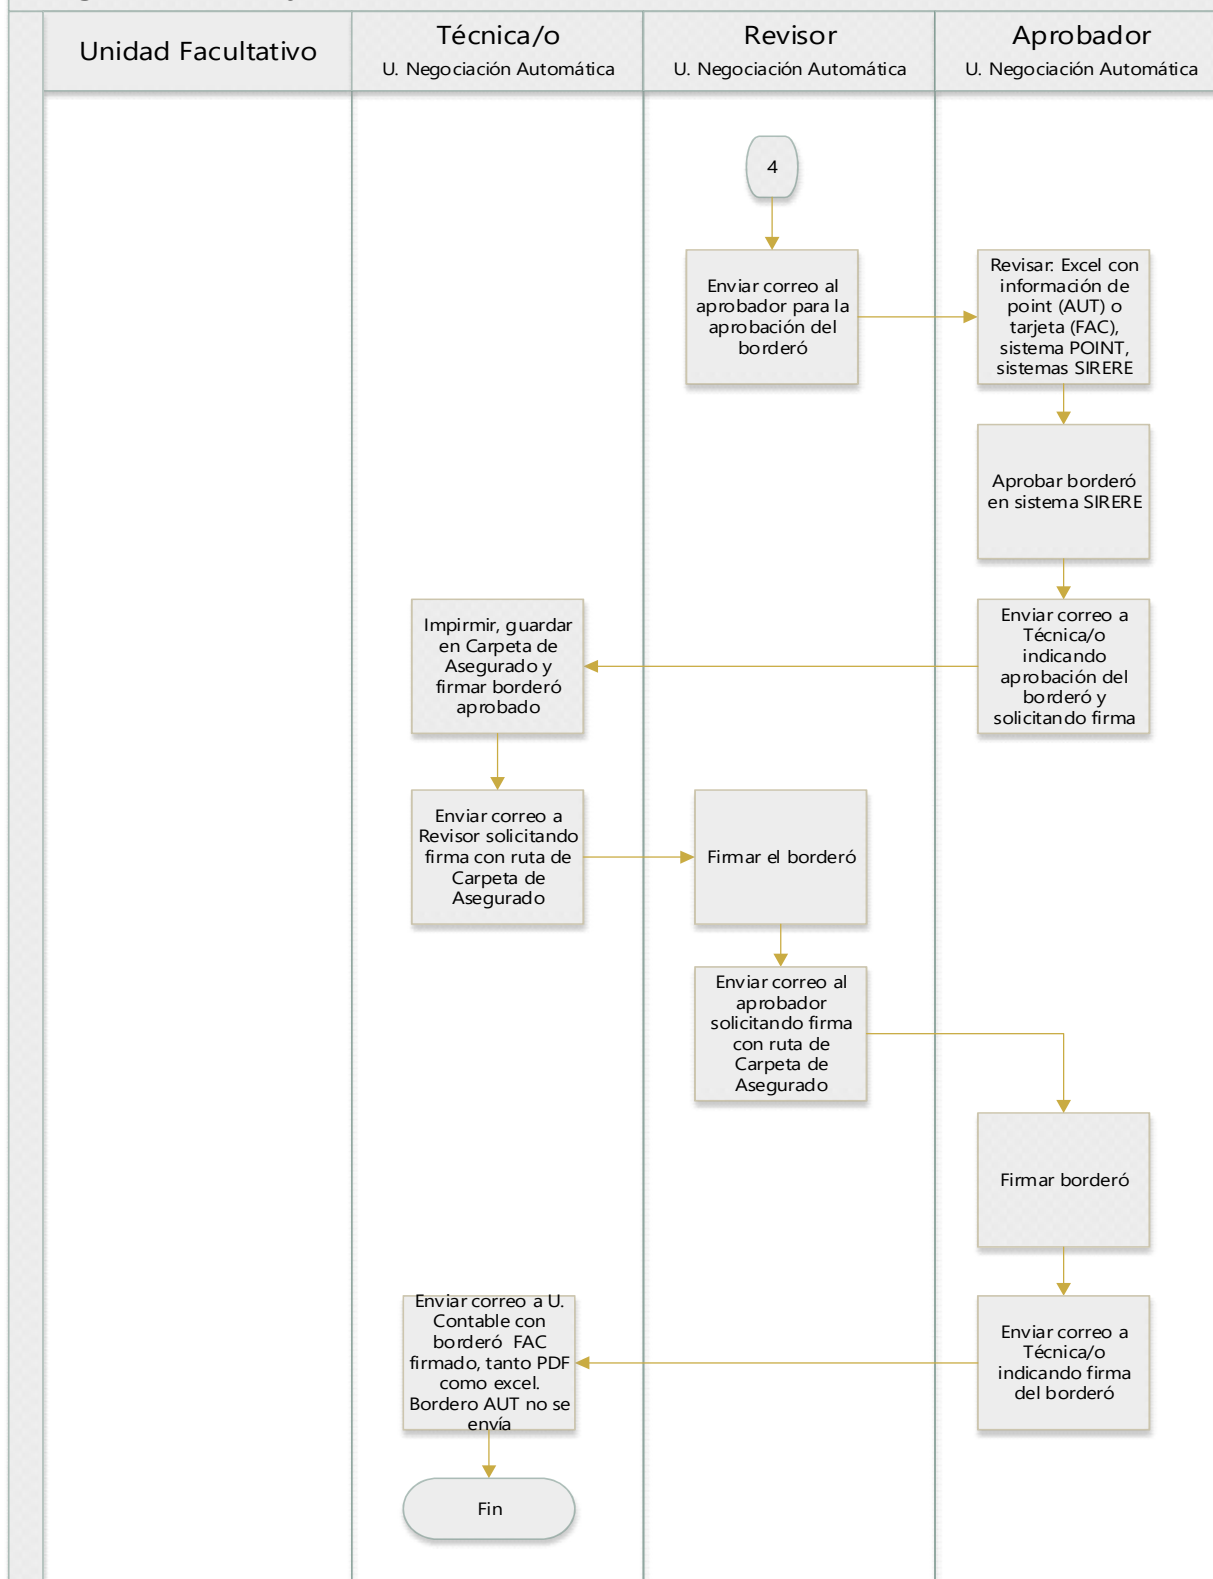 Unidad Facultativo
Técnica/o
U. Negociación Automática
Revisor
U. Negociación Automática
Aprobador
U. Negociación Automática
4
Enviar correo al
aprobador para la
aprobación del
borderó
Revisar: Excel con
información de
point (AUT) o
tarjeta (FAC),
sistema POINT,
sistemas SIRERE
Aprobar borderó
en sistema SIRERE
Enviar correo a
Técnica/o
indicando
aprobación del
borderó y
solicitando firma
Impirmir, guardar
en Carpeta de
Asegurado y
firmar borderó
aprobado
Enviar correo a
Revisor solicitando
firma con ruta de
Carpeta de
Asegurado
Firmar el borderó
Enviar correo al
aprobador
solicitando firma
con ruta de
Carpeta de
Asegurado
Firmar borderó
Enviar correo a
Técnica/o
indicando firma
del borderó
Enviar correo a U.
Contable con
borderó FAC
firmado, tanto PDF
como excel.
Bordero AUT no se
envía
Fin